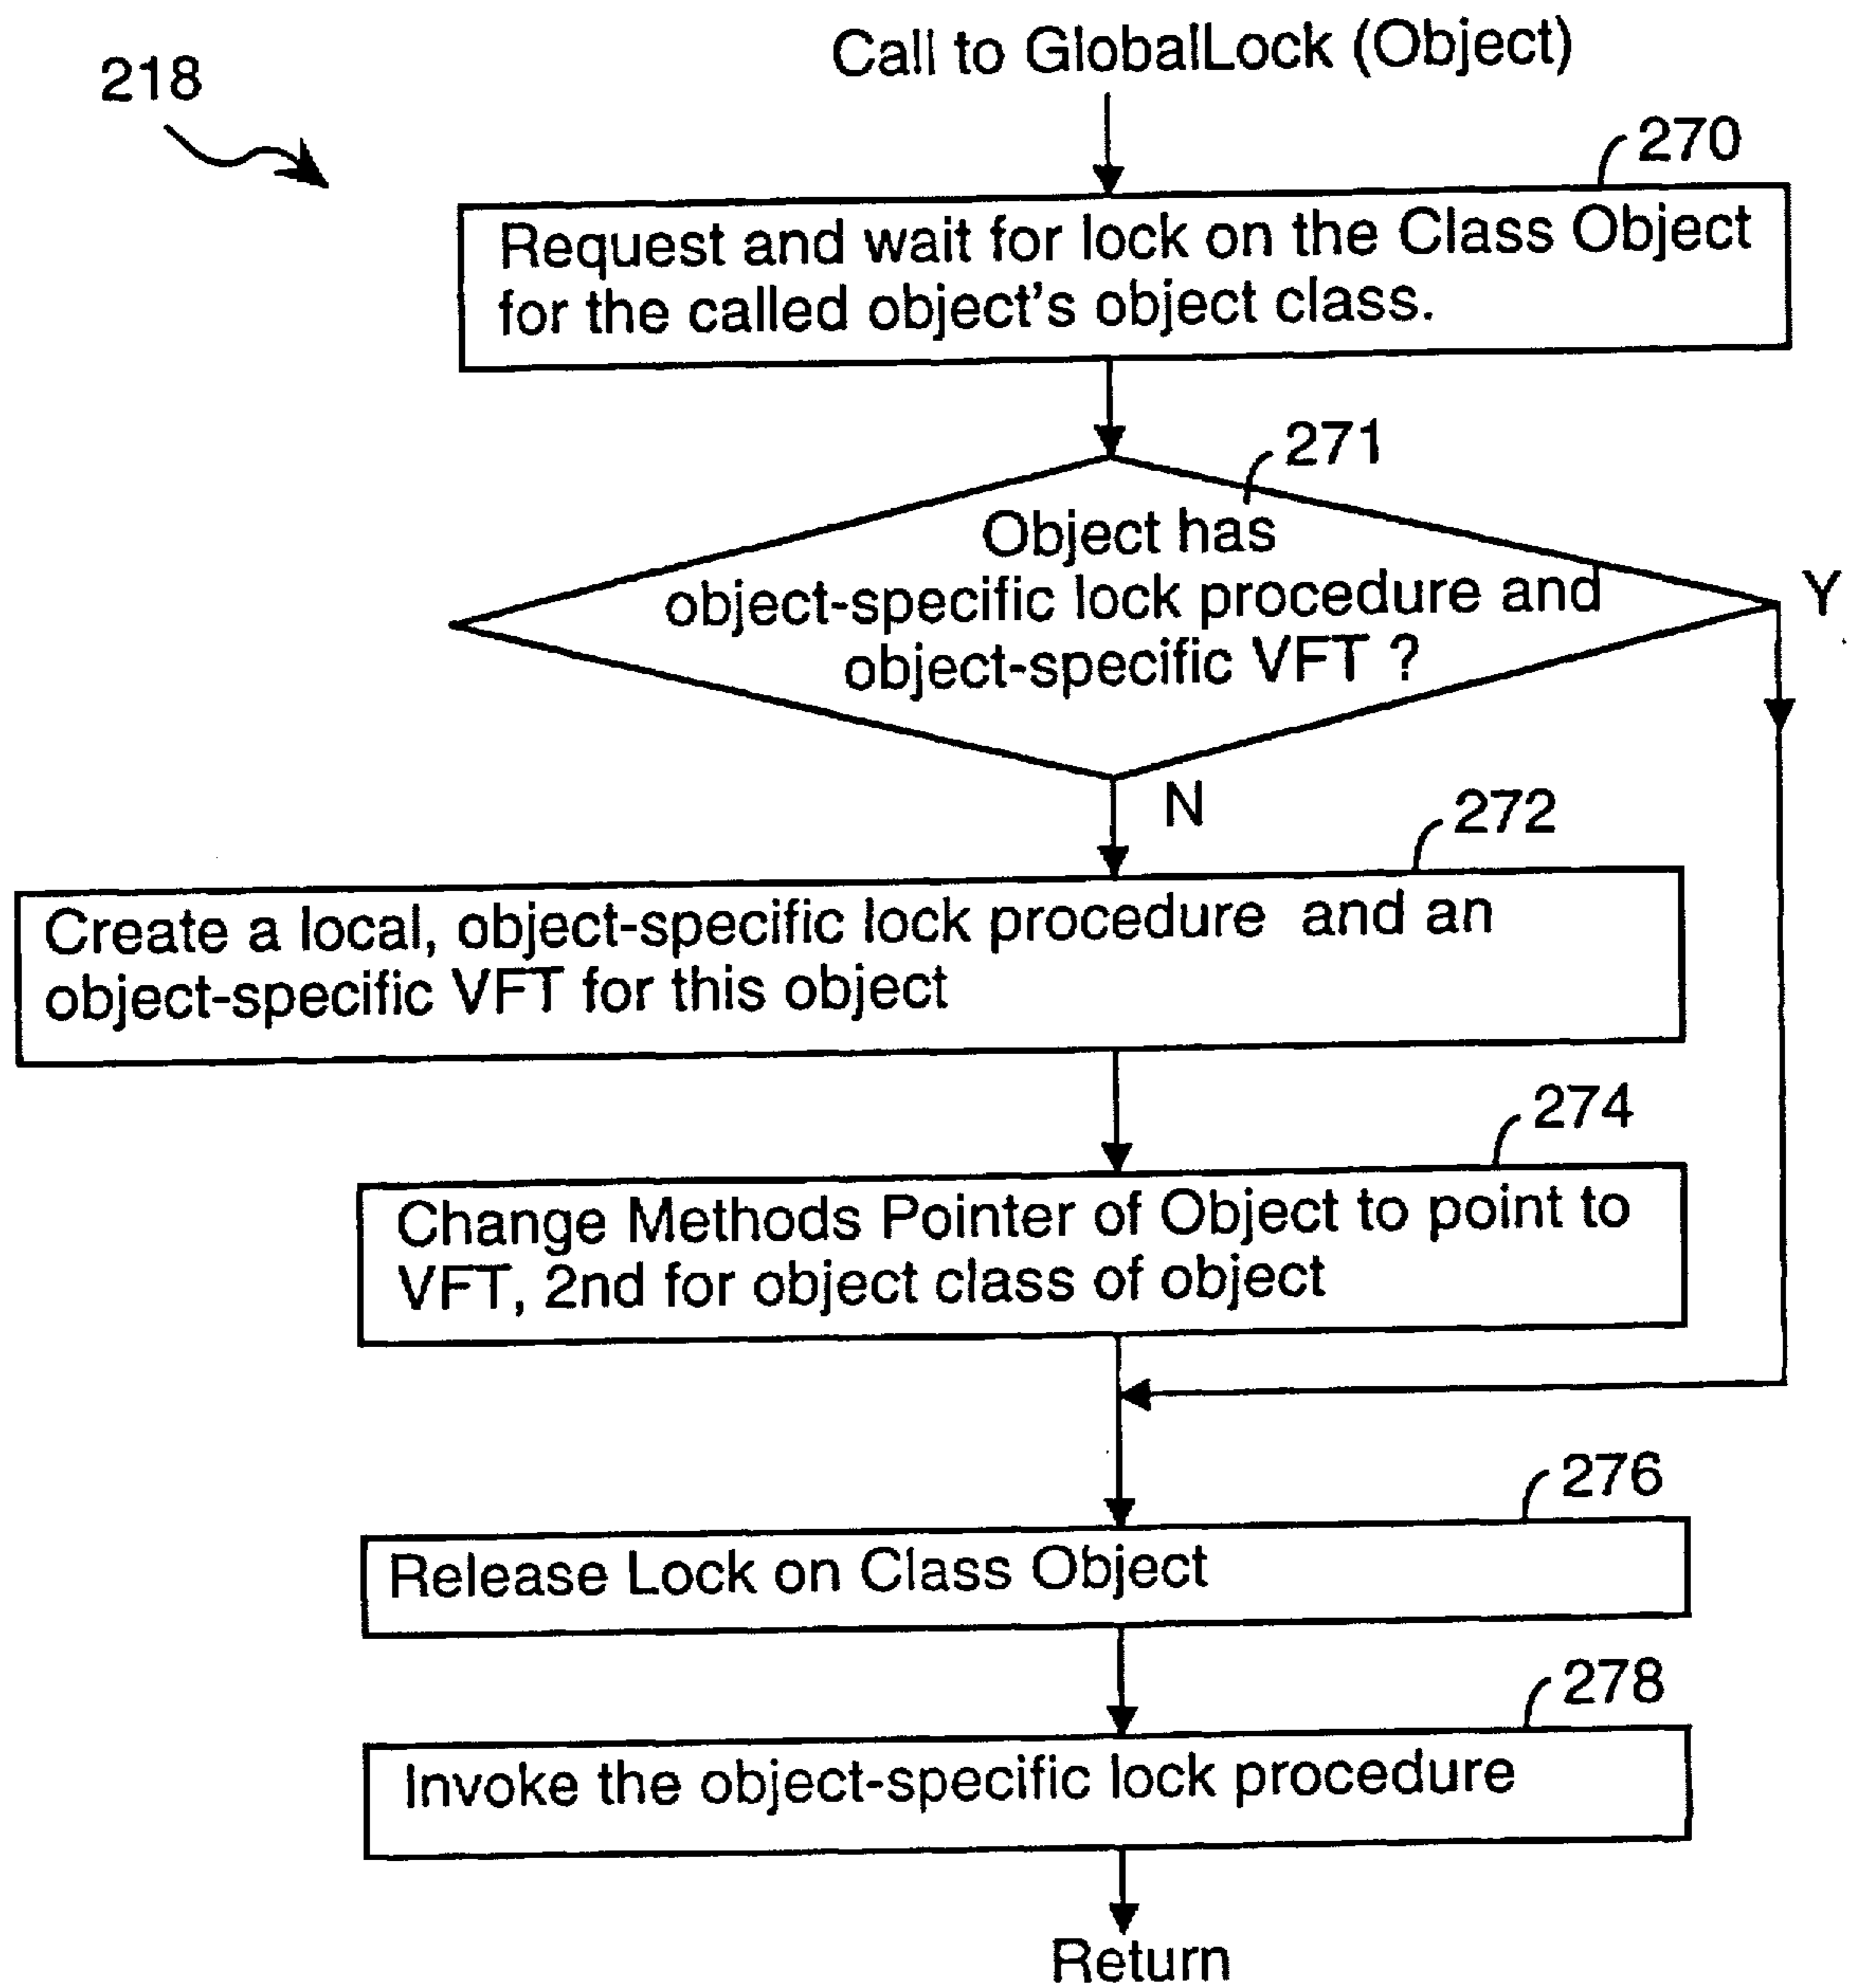 Call to GlobalLock (Object)
218
270
Request and wait for lock on the Class Object
for the called object's object class.
271
Object has
object-specific lock procedure and
object-specific VFT ?
Y
N
272
Create a local, object-specific lock procedure and an
object-specific VFT for this object
274
Change Methods Pointer of Object to point to
VFT, 2nd for object class of object
276
Release Lock on Class Object
278
Invoke the object-specific lock procedure
Return